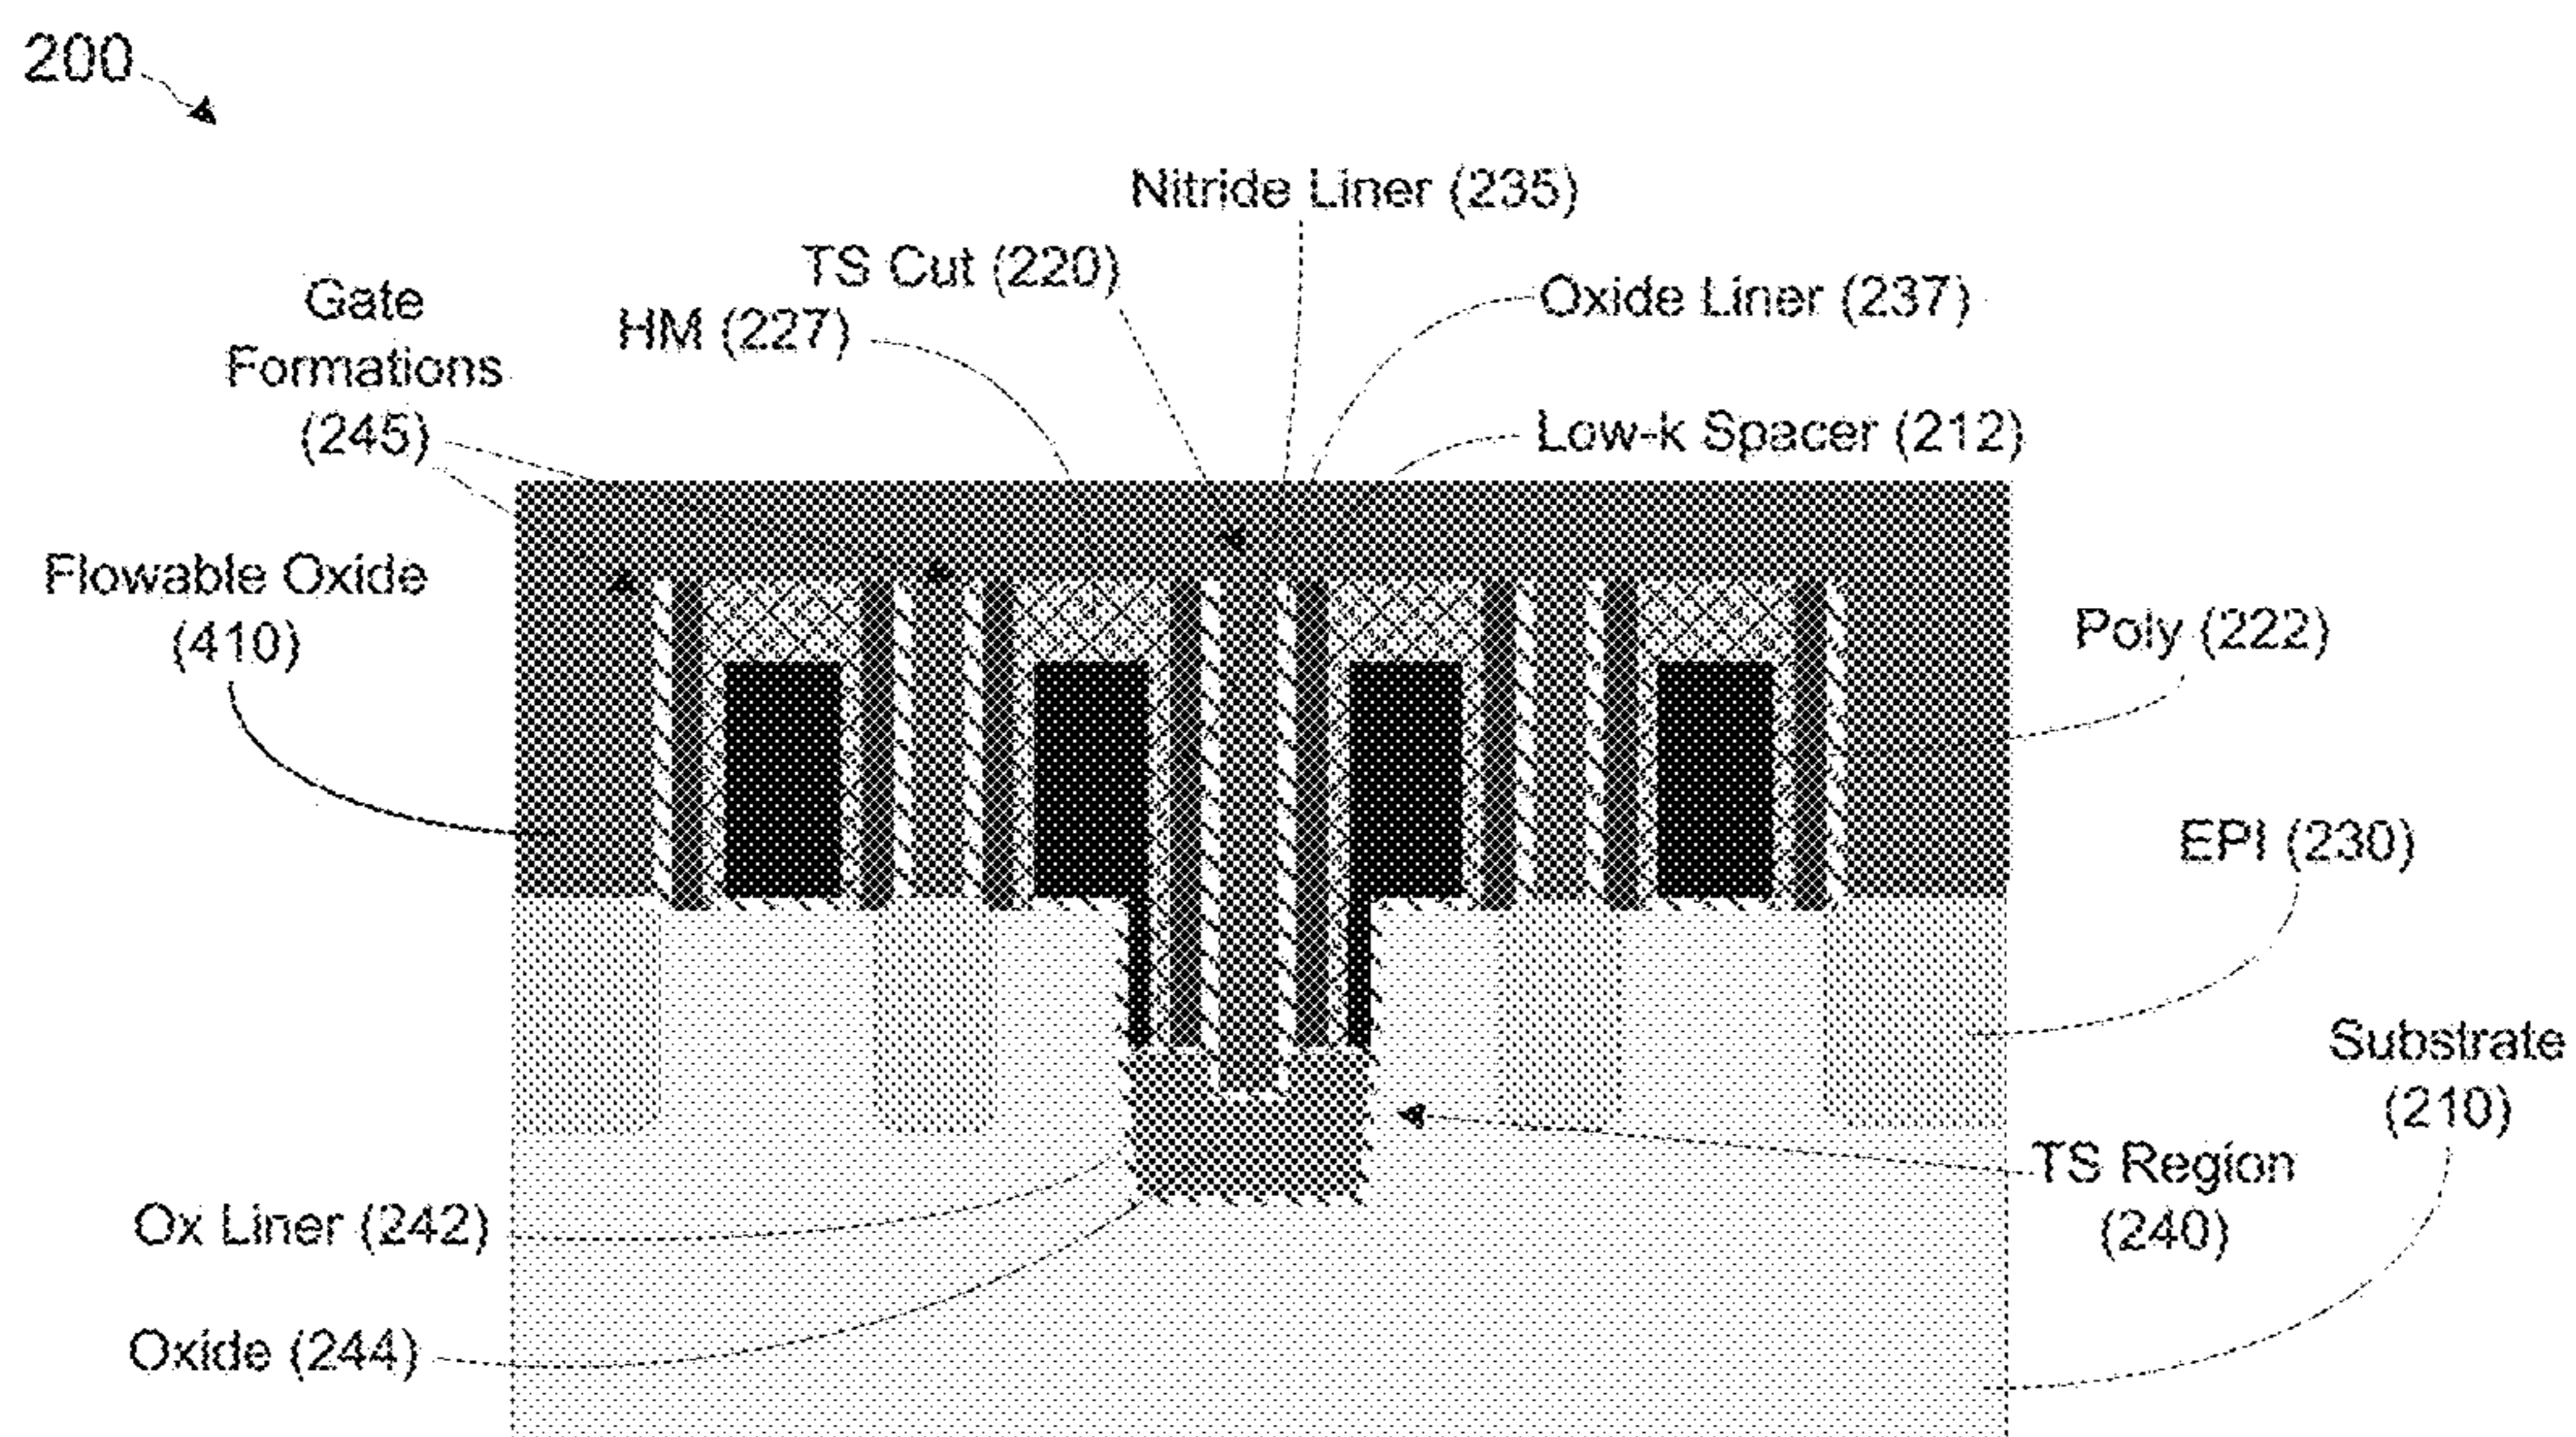 200
Nitride Liner (235)
TS Cut (220)
Oxide Liner (237)
Gate
Formations
(245)
HM (227)
Low-k Spacer (212)
Flowable Oxide
(410)
Poly (222)
EPI (230)
Substrate
(210)
TS Region
(240)
Ox Liner (242)
Oxide (244)